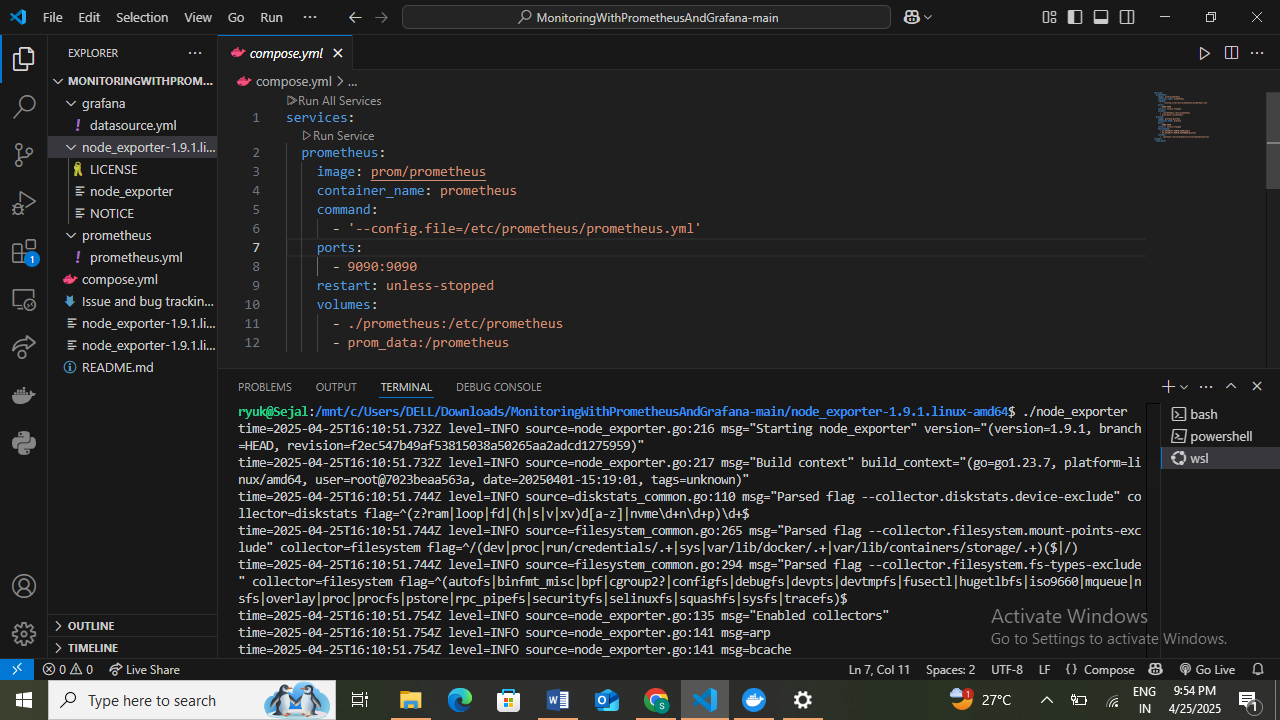 File Edit Selection View Go Run ··· MonitoringWithPrometheusAndGrafana-main
EXPLORER ···
MONITORINGWITHPROM...
grafana
! datasource.yml
node_exporter-1.9.1.li...
LICENSE
node_exporter
NOTICE
prometheus
! prometheus.yml
compose.yml
Issue and bug trackin...
node_exporter-1.9.1.li...
node_exporter-1.9.1.li...
README.md
OUTLINE
TIMELINE
1
compose.yml
compose.yml > ...
Run All Services
1 services:
Run Service
2 prometheus:
3 image: prom/prometheus
4 container_name: prometheus
5 command:
6 - '--config.file=/etc/prometheus/prometheus.yml'
7 ports:
8 - 9090:9090
9 restart: unless-stopped
10 volumes:
11 - ./prometheus:/etc/prometheus
12 - prom_data:/prometheus
PROBLEMS OUTPUT TERMINAL DEBUG CONSOLE
ryuk@Sejal:/mnt/c/Users/DELL/Downloads/MonitoringWithPrometheusAndGrafana-main/node_exporter-1.9.1.linux-amd64$ ./node_exporter
time=2025-04-25T16:10:51.732Z level=INFO source=node_exporter.go:216 msg="Starting node_exporter" version="(version=1.9.1, branch
=HEAD, revision=f2ec547b49af53815038a50265aa2adcd1275959)"
time=2025-04-25T16:10:51.732Z level=INFO source=node_exporter.go:217 msg="Build context" build_context="(go=go1.23.7, platform=li
nux/amd64, user=root@7023beaa563a, date=20250401-15:19:01, tags=unknown)"
time=2025-04-25T16:10:51.744Z level=INFO source=diskstats_common.go:110 msg="Parsed flag --collector.diskstats.device-exclude" co
llector=diskstats flag=^(z?ram|loop|fd|(h|s|v|xv)d[a-z]|nvme\d+n\d+p)\d+$
time=2025-04-25T16:10:51.744Z level=INFO source=filesystem_common.go:265 msg="Parsed flag --collector.filesystem.mount-points-exc
lude" collector=filesystem flag=^/(dev|proc|run/credentials/.+|sys|var/lib/docker/.+|var/lib/containers/storage/.+)($|/)
time=2025-04-25T16:10:51.744Z level=INFO source=filesystem_common.go:294 msg="Parsed flag --collector.filesystem.fs-types-exclude
" collector=filesystem flag=^(autofs|binfmt_misc|bpf|cgroup2?|configfs|debugfs|devpts|devtmpfs|fusectl|hugetlbfs|iso9660|mqueue|n
sfs|overlay|proc|procfs|pstore|rpc_pipefs|securityfs|selinuxfs|squashfs|sysfs|tracefs)$
time=2025-04-25T16:10:51.754Z level=INFO source=node_exporter.go:135 msg="Enabled collectors"
time=2025-04-25T16:10:51.754Z level=INFO source=node_exporter.go:141 msg=arp
time=2025-04-25T16:10:51.754Z level=INFO source=node_exporter.go:141 msg=bcache
bash
powershell
wsl
Activate Windows
Go to Settings to activate Windows.
0 0 Live Share Ln 7, Col 11 Spaces: 2 UTF-8 LF {} Compose Go Live
Type here to search 1 27°C ENG IN 9:54 PM 4/25/2025 1